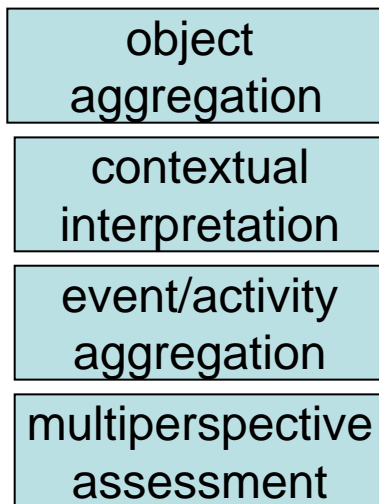 object
aggregation
contextual
interpretation
event/activity
aggregation
multiperspective
assessment